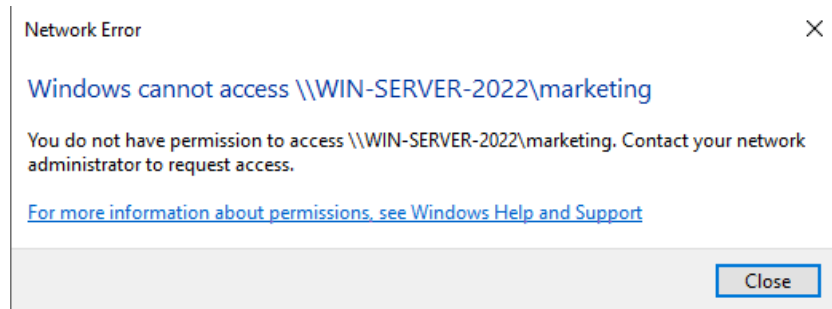 Network Error
Windows cannot access \\WIN-SERVER-2022\marketing
You do not have permission to access \\WIN-SERVER-2022\marketing. Contact your network
administrator to request access.
For more information about permissions, see Windows Help and Support
Close